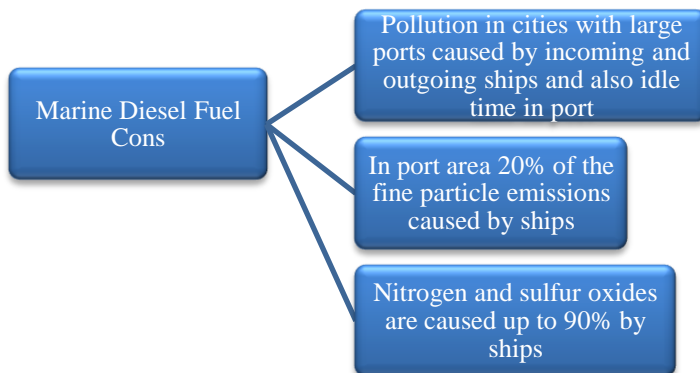 Marine Diesel Fuel
Cons
Pollution in cities with large
ports caused by incoming and
outgoing ships and also idle
time in port
In port area 20% of the
fine particle emissions
caused by ships
Nitrogen and sulfur oxides
are caused up to 90% by
ships